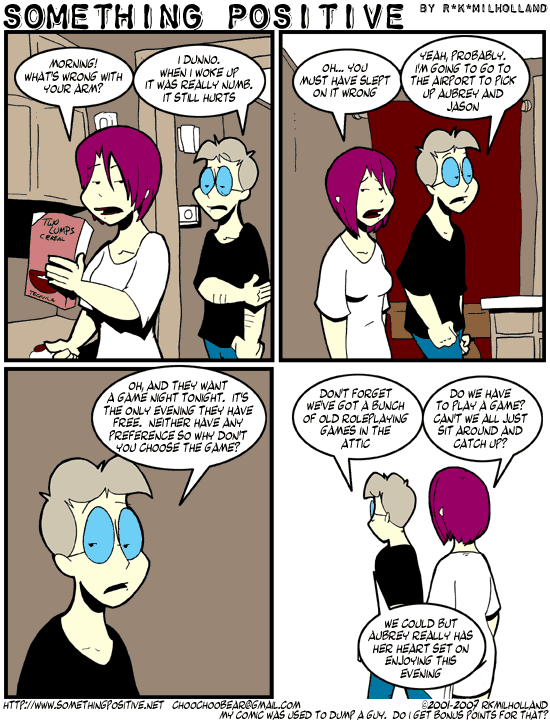 SOMETHING POSITIVE BY R*K*MILHOLLAND
MORNING!
WHAT'S WRONG WITH
YOUR ARM?
I DUNNO.
WHEN I WOKE UP
IT WAS REALLY NUMB.
IT STILL HURTS
TWO
LUMPS
CEREAL
TEQUILA
OH... YOU
MUST HAVE SLEPT
ON IT WRONG
YEAH, PROBABLY.
I'M GOING TO GO TO
THE AIRPORT TO PICK
UP AUBREY AND
JASON
OH, AND THEY WANT
A GAME NIGHT TONIGHT. IT'S
THE ONLY EVENING THEY HAVE
FREE. NEITHER HAVE ANY
PREFERENCE SO WHY DON'T
YOU CHOOSE THE GAME?
DON'T FORGET
WE'VE GOT A BUNCH
OF OLD ROLEPLAYING
GAMES IN THE
ATTIC
DO WE HAVE
TO PLAY A GAME?
CAN'T WE ALL JUST
SIT AROUND AND
CATCH UP?
WE COULD BUT
AUBREY REALLY HAS
HER HEART SET ON
ENJOYING THIS
EVENING
HTTP://WWW.SOMETHINGPOSITIVE.NET CHOOCHOOBEAR@GMAIL.COM ©2001-2009 RKMILHOLLAND
MY COMIC WAS USED TO DUMP A GUY. DO I GET BONUS POINTS FOR THAT?